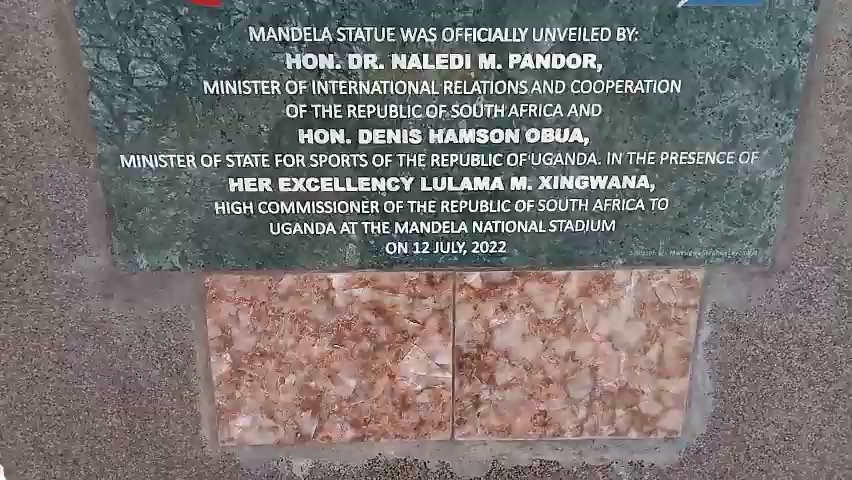 MANDELA STATUE WAS OFFICIALLY UNVEILED BY:
HON. DR. NALEDI M. PANDOR,
MINISTER OF INTERNATIONAL RELATIONS AND COOPERATION
OF THE REPUBLIC OF SOUTH AFRICA AND
HON. DENIS HAMSON OBUA,
MINISTER OF STATE FOR SPORTS OF THE REPUBLIC OF UGANDA. IN THE PRESENCE OF
HER EXCELLENCY LULAMA M. XINGWANA,
HIGH COMMISSIONER OF THE REPUBLIC OF SOUTH AFRICA TO
UGANDA AT THE MANDELA NATIONAL STADIUM
ON 12 JULY, 2022